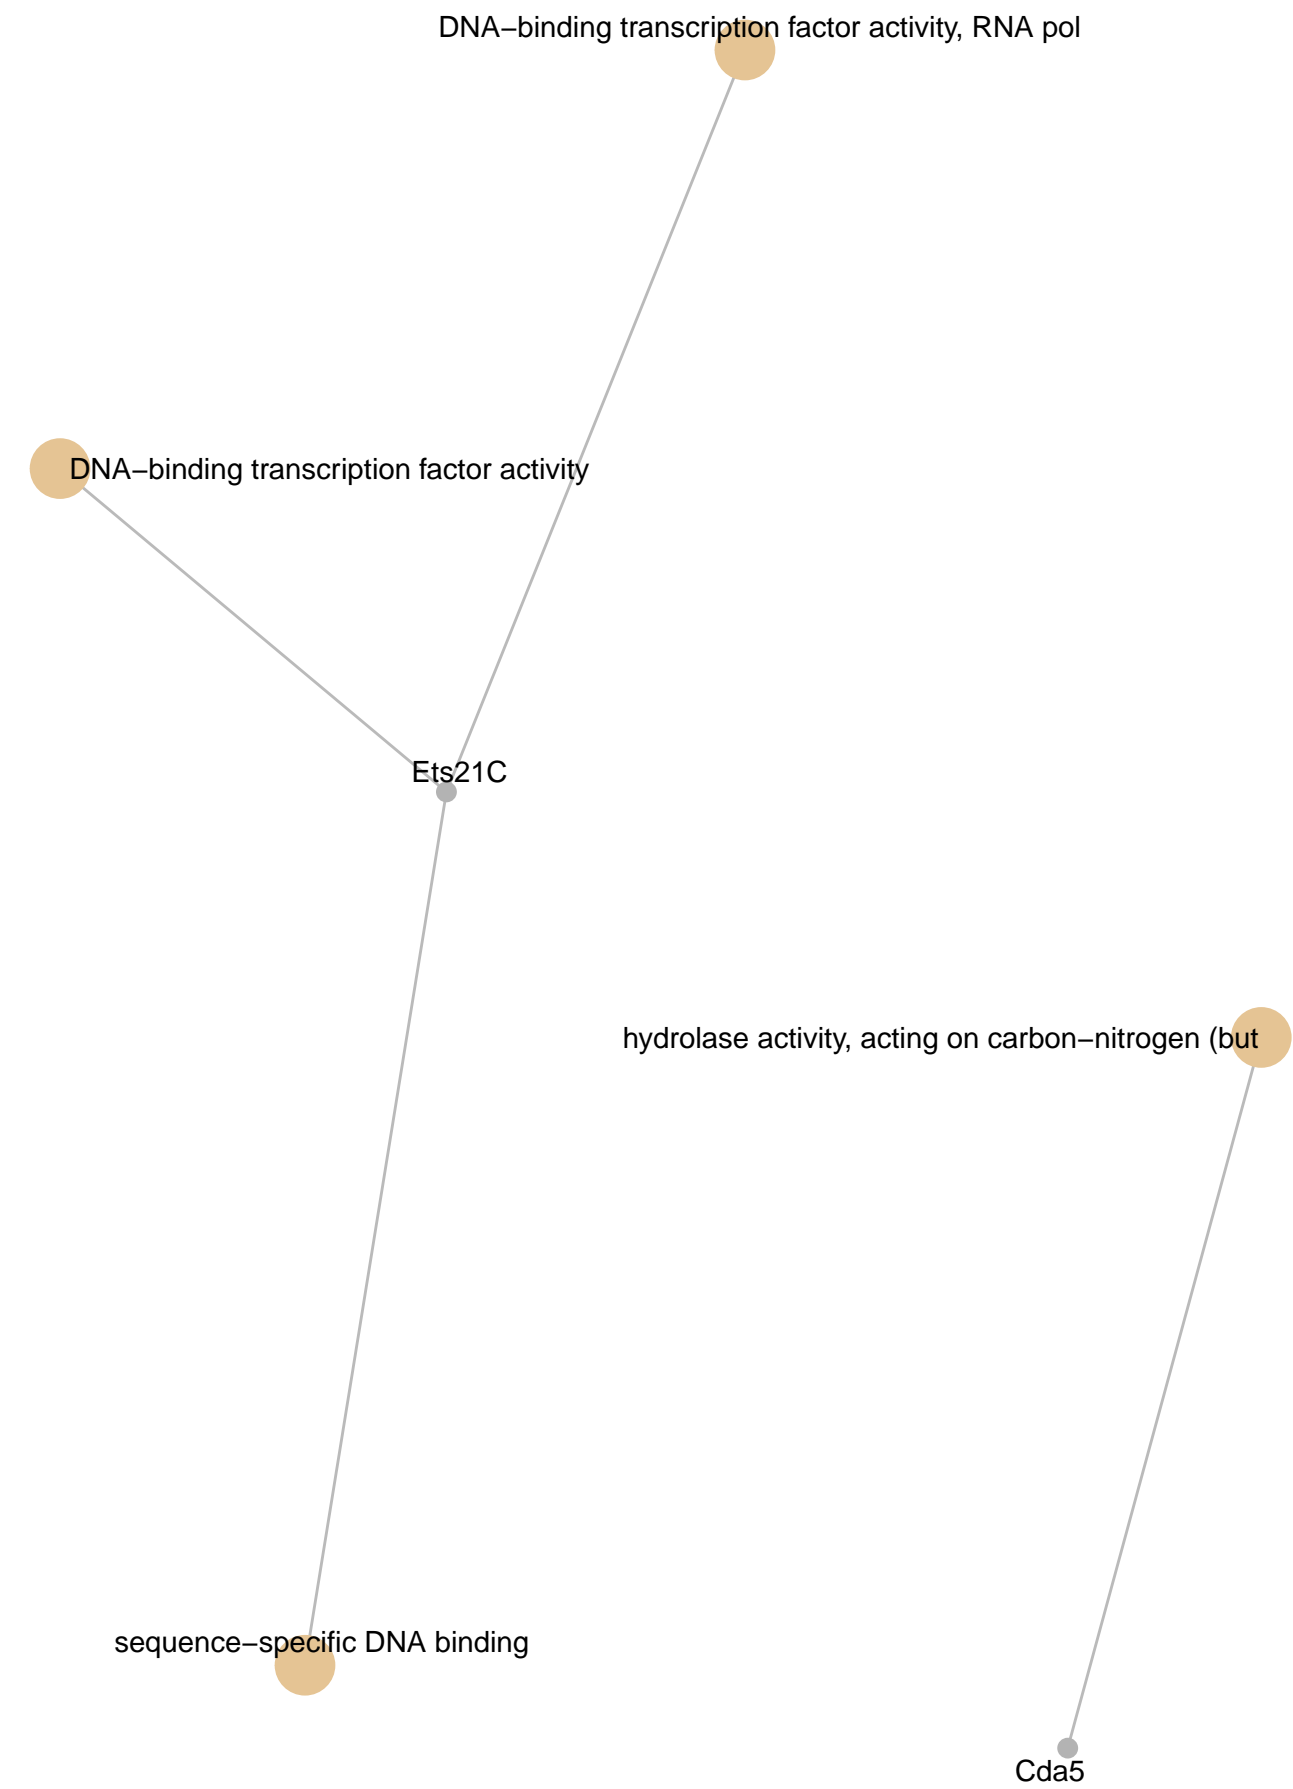 DNA−binding transcription factor activity, RNA pol
DNA−binding transcription factor activity
Ets21C
hydrolase activity, acting on carbon−nitrogen (but
sequence−specific DNA binding
Cda5